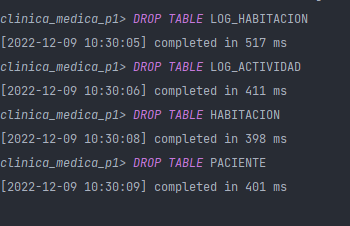 clinica_medica_p1> DROP TABLE LOG_HABITACION
[2022-12-09 10:30:05] completed in 517 ms
clinica_medica_p1> DROP TABLE LOG_ACTIVIDAD
[2022-12-09 10:30:06] completed in 411 ms
clinica_medica_p1> DROP TABLE HABITACION
[2022-12-09 10:30:08] completed in 398 ms
clinica_medica_p1> DROP TABLE PACIENTE
[2022-12-09 10:30:09] completed in 401 ms